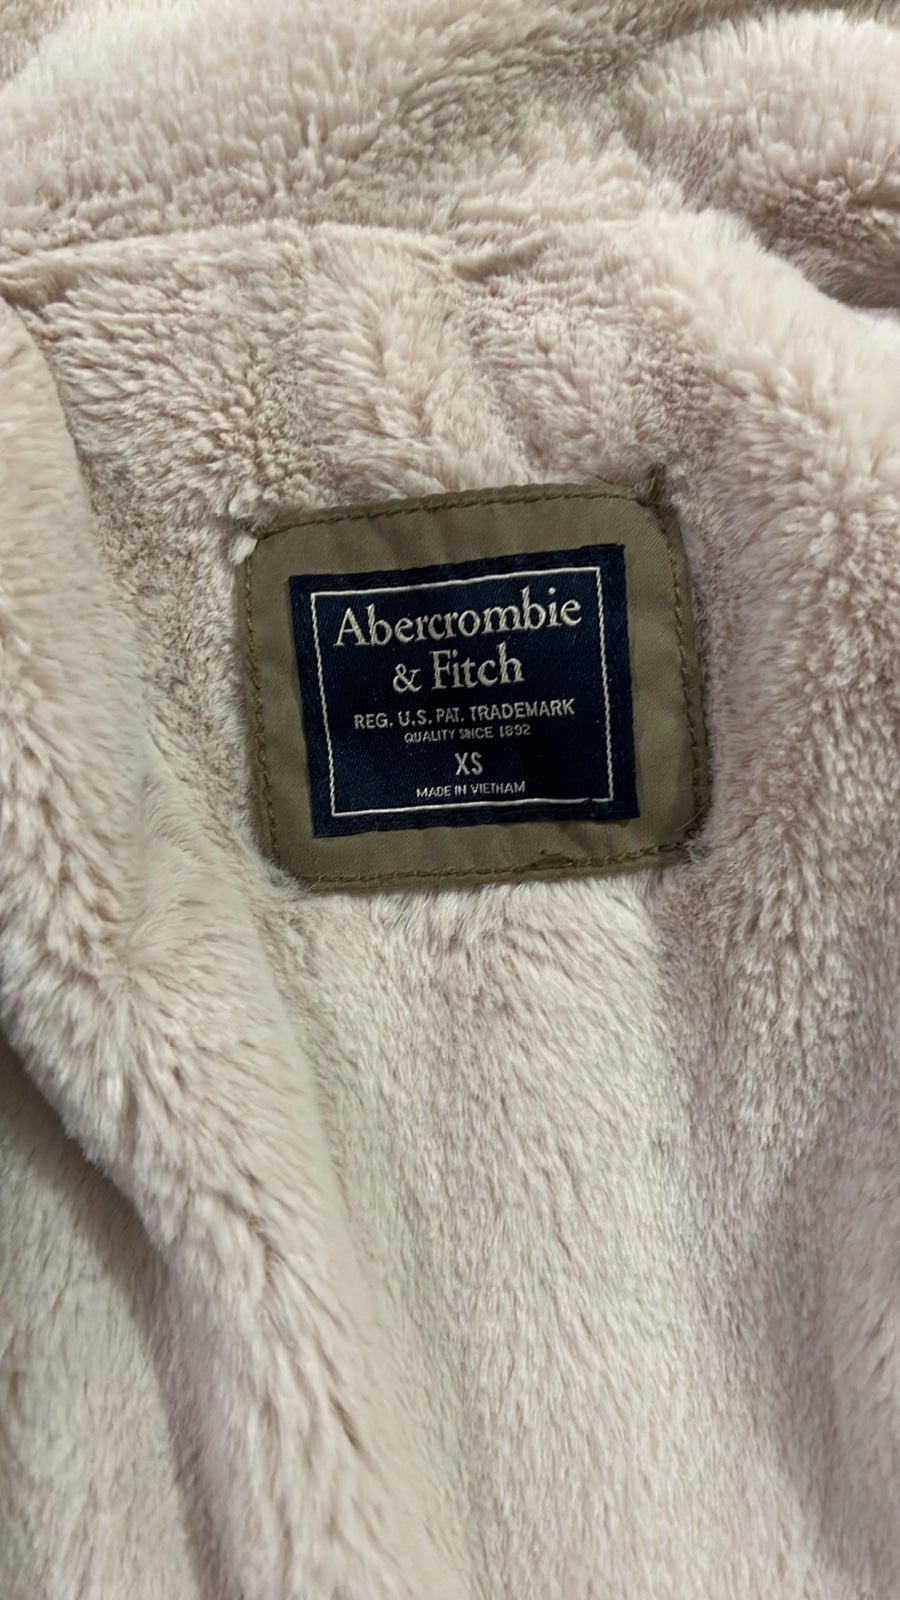 Abercrombie
& Fitch
REG. U.S. PAT. TRADEMARK
QUALITY SINCE 1892
XS
MADE IN VIETNAM